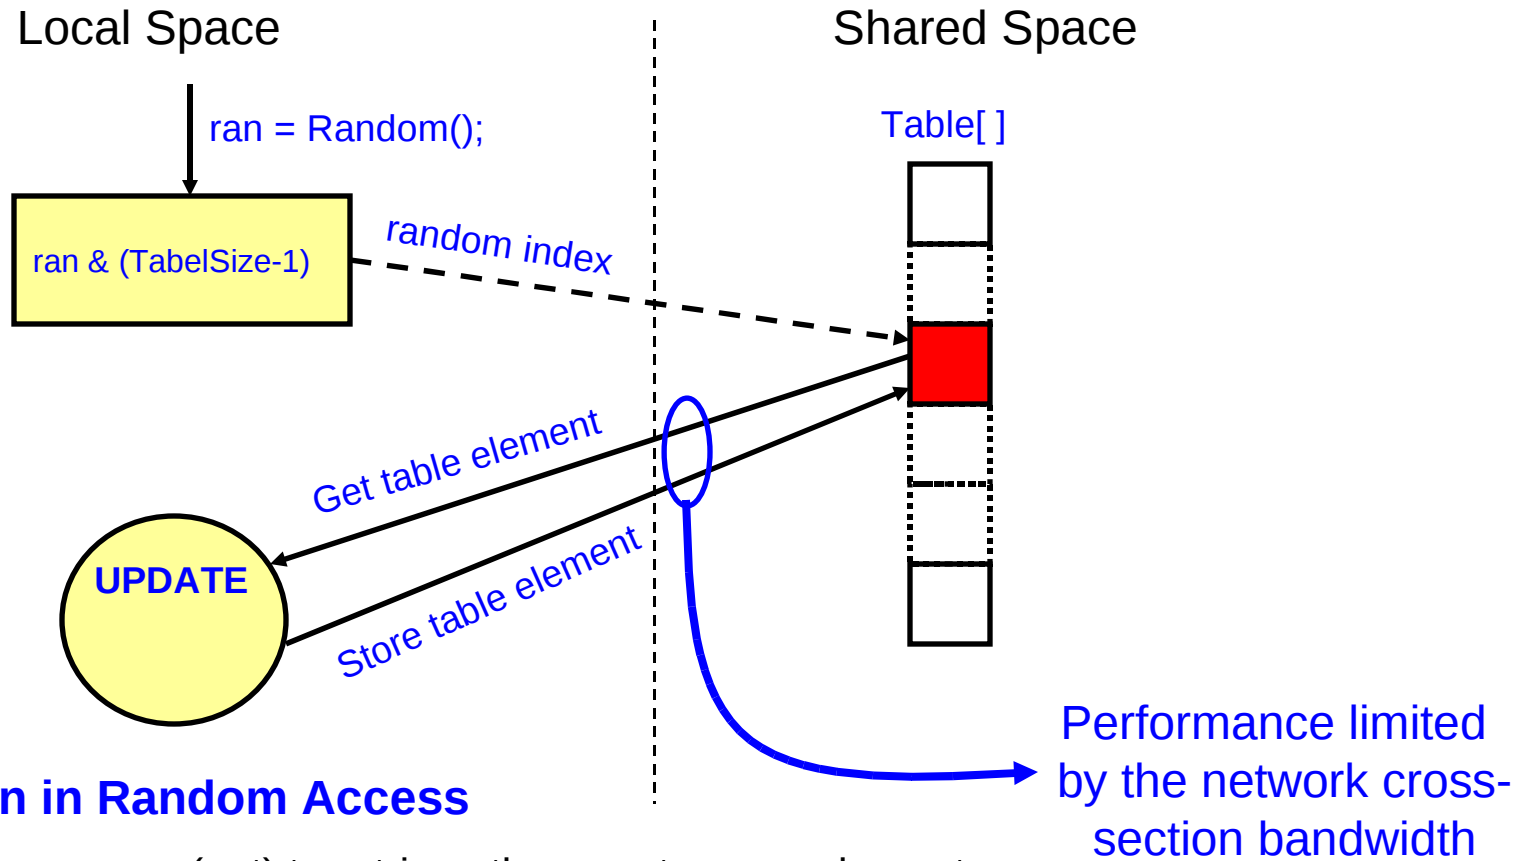 Local Space
Shared Space
ran = Random();
Table[ ]
random index
ran & (TabelSize-1)
Get table element
UPDATE
Store table element
Performance limited
by the network cross-
section bandwidth
n in Random Access